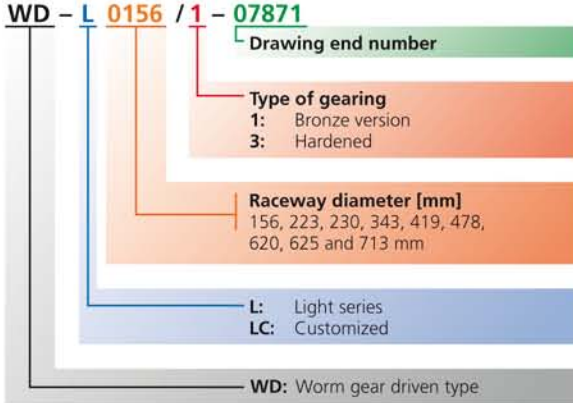 WD – L 0156 / 1 – 07871
Drawing end number
Type of gearing
1: Bronze version
3: Hardened
Raceway diameter [mm]
156, 223, 230, 343, 419, 478,
620, 625 and 713 mm
L: Light series
LC: Customized
WD: Worm gear driven type